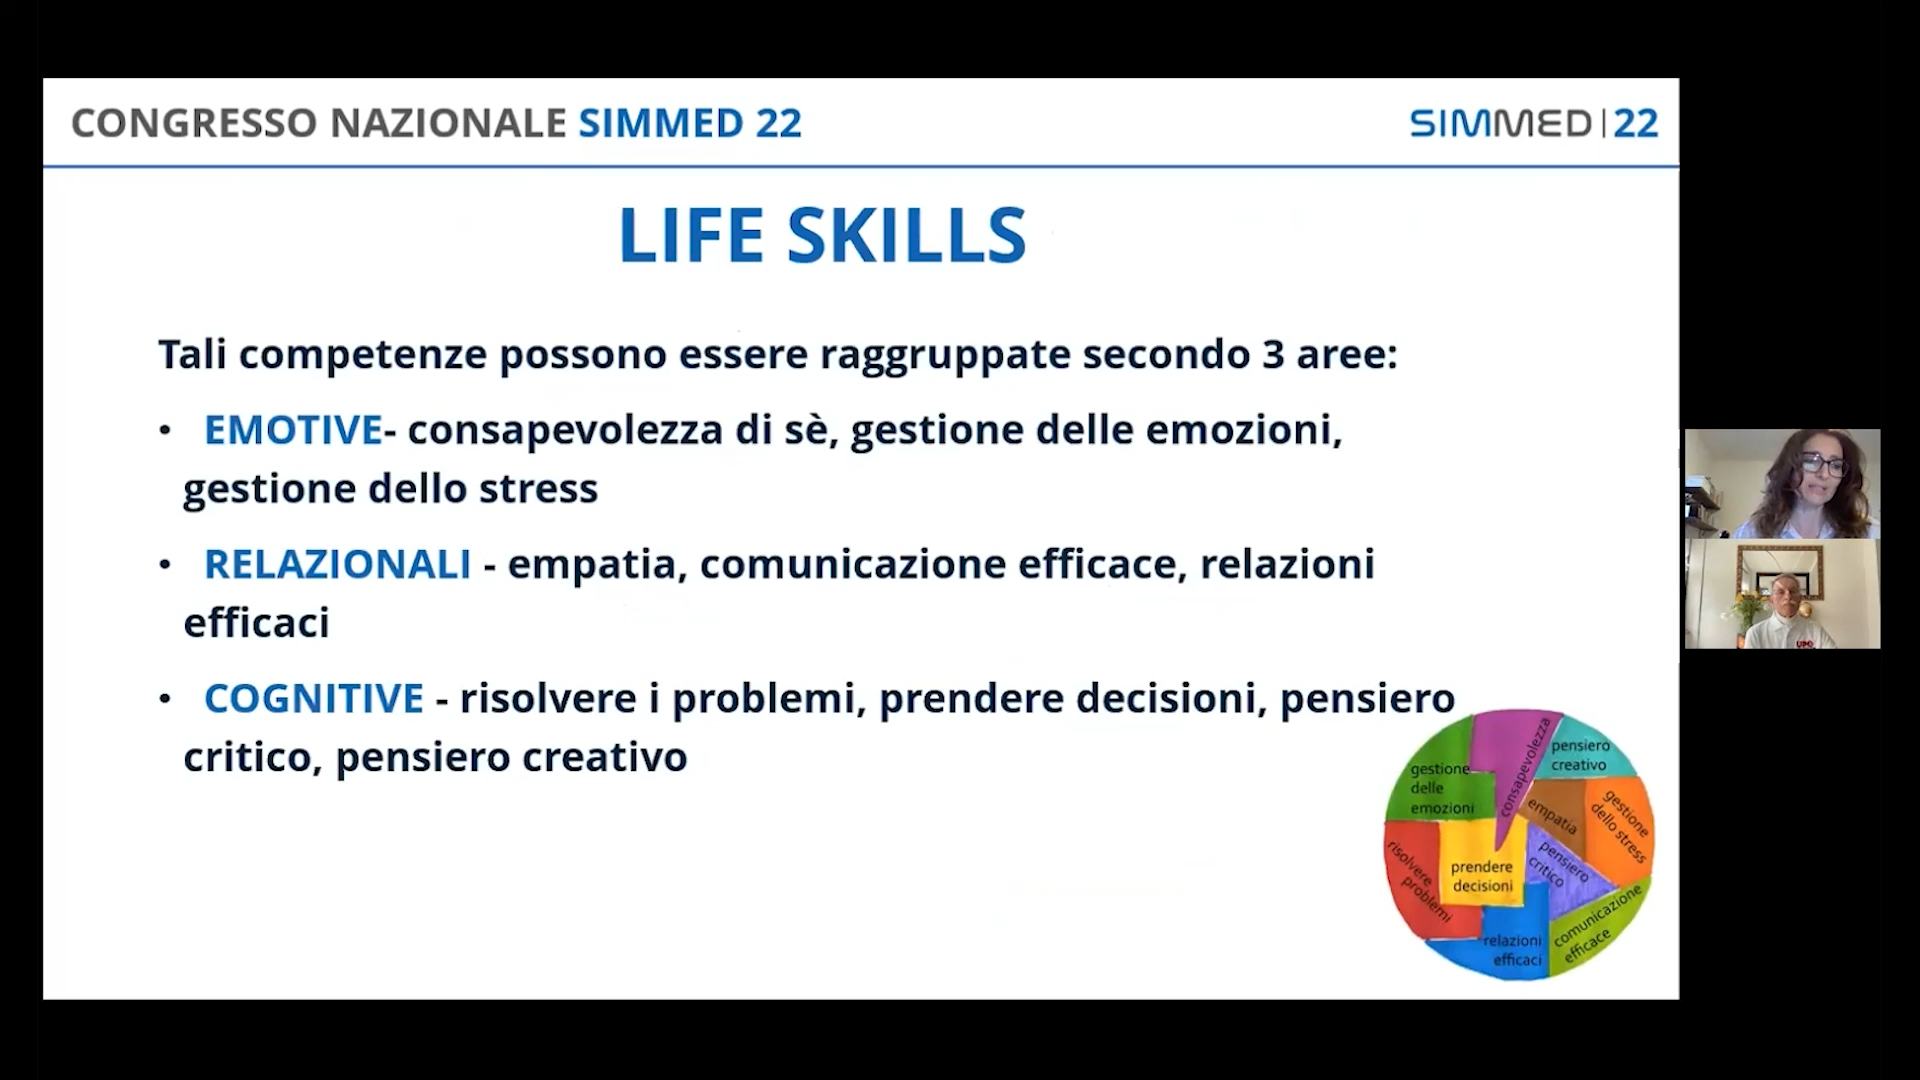 CONGRESSO NAZIONALE SIMMED 22
SIMMED|22
LIFE SKILLS
Tali competenze possono essere raggruppate secondo 3 aree:
• EMOTIVE- consapevolezza di sè, gestione delle emozioni,
gestione dello stress
• RELAZIONALI - empatia, comunicazione efficace, relazioni
efficaci
• COGNITIVE - risolvere i problemi, prendere decisioni, pensiero
critico, pensiero creativo
gestione
delle
emozioni
consapevolezza
pensiero
creativo
empatia
gestione
dello stress
risolvere
problemi
prendere
decisioni
pensiero
critico
relazioni
efficaci
comunicazione
efficace
UPO